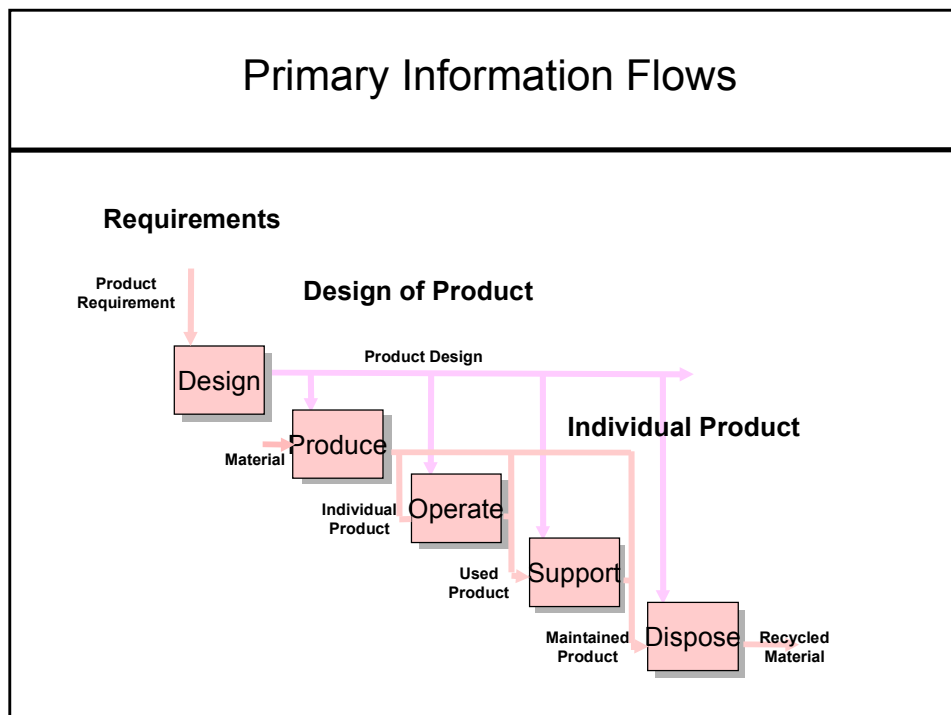 Primary Information Flows
Requirements
Product
Requirement
Design of Product
Design
Product Design
Individual Product
Produce
Material
Individual
Product
Operate
Used
Product
Support
Maintained
Product
Dispose
Recycled
Material